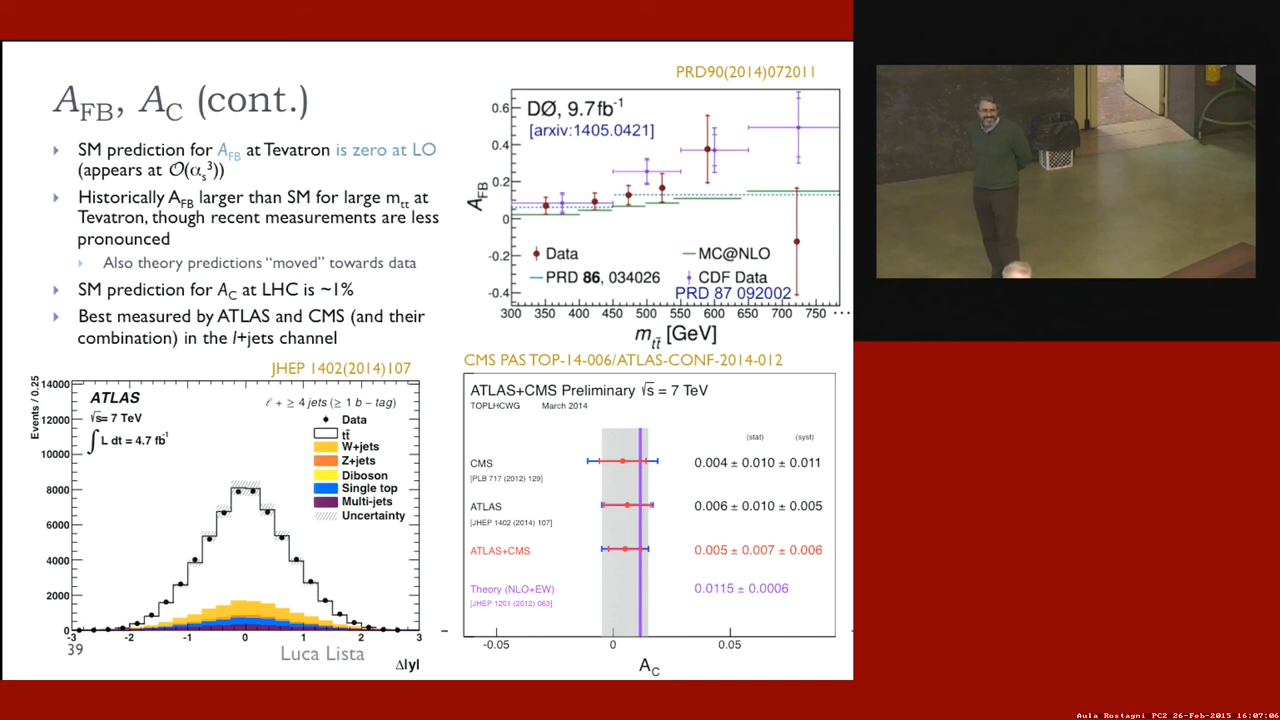 A_FB, A_C (cont.)
SM prediction for A_FB at Tevatron is zero at LO
(appears at O(α_s^3))
Historically A_FB larger than SM for large m_tt at
Tevatron, though recent measurements are less
pronounced
Also theory predictions “moved” towards data
SM prediction for A_C at LHC is ~1%
Best measured by ATLAS and CMS (and their
combination) in the l+jets channel
PRD90(2014)072011
DØ, 9.7fb^-1
[arxiv:1405.0421]
A_FB
0.6
0.4
0.2
0
-0.2
-0.4
Data
MC@NLO
PRD 86, 034026
CDF Data
PRD 87 092002
300 350 400 450 500 550 600 650 700 750 ...
m_tt̄ [GeV]
JHEP 1402(2014)107
Events / 0.25
14000
12000
10000
8000
6000
4000
2000
0
ATLAS
√s= 7 TeV
∫ L dt = 4.7 fb^-1
ℓ + ≥ 4 jets (≥ 1 b − tag)
Data
tt̄
W+jets
Z+jets
Diboson
Single top
Multi-jets
Uncertainty
-3 -2 -1 0 1 2 3
Δ|y|
CMS PAS TOP-14-006/ATLAS-CONF-2014-012
ATLAS+CMS Preliminary √s = 7 TeV
TOPLHCWG March 2014
(stat) (syst)
CMS 0.004 ± 0.010 ± 0.011
[PLB 717 (2012) 129]
ATLAS 0.006 ± 0.010 ± 0.005
[JHEP 1402 (2014) 107]
ATLAS+CMS 0.005 ± 0.007 ± 0.006
Theory (NLO+EW) 0.0115 ± 0.0006
[JHEP 1201 (2012) 063]
-0.05 0 0.05
A_C
39
Luca Lista
Aula Rostagni PC2 26-Feb-2015 16:07:06